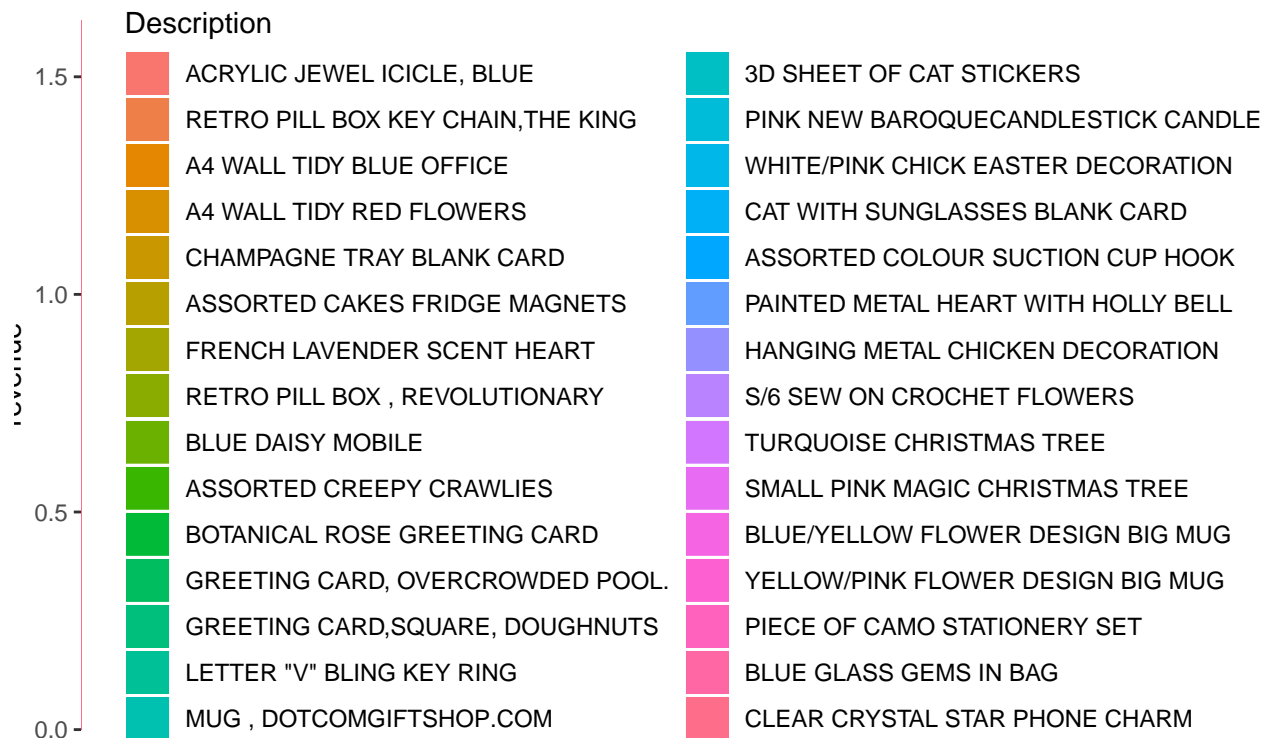 Description
ACRYLIC JEWEL ICICLE, BLUE
RETRO PILL BOX KEY CHAIN,THE KING
A4 WALL TIDY BLUE OFFICE
A4 WALL TIDY RED FLOWERS
CHAMPAGNE TRAY BLANK CARD
ASSORTED CAKES FRIDGE MAGNETS
FRENCH LAVENDER SCENT HEART
RETRO PILL BOX , REVOLUTIONARY
BLUE DAISY MOBILE
ASSORTED CREEPY CRAWLIES
BOTANICAL ROSE GREETING CARD
GREETING CARD, OVERCROWDED POOL.
GREETING CARD,SQUARE, DOUGHNUTS
LETTER "V" BLING KEY RING
MUG , DOTCOMGIFTSHOP.COM
3D SHEET OF CAT STICKERS
PINK NEW BAROQUECANDLESTICK CANDLE
WHITE/PINK CHICK EASTER DECORATION
CAT WITH SUNGLASSES BLANK CARD
ASSORTED COLOUR SUCTION CUP HOOK
PAINTED METAL HEART WITH HOLLY BELL
HANGING METAL CHICKEN DECORATION
S/6 SEW ON CROCHET FLOWERS
TURQUOISE CHRISTMAS TREE
SMALL PINK MAGIC CHRISTMAS TREE
BLUE/YELLOW FLOWER DESIGN BIG MUG
YELLOW/PINK FLOWER DESIGN BIG MUG
PIECE OF CAMO STATIONERY SET
BLUE GLASS GEMS IN BAG
CLEAR CRYSTAL STAR PHONE CHARM
1.5
1.0
0.5
0.0
revenue